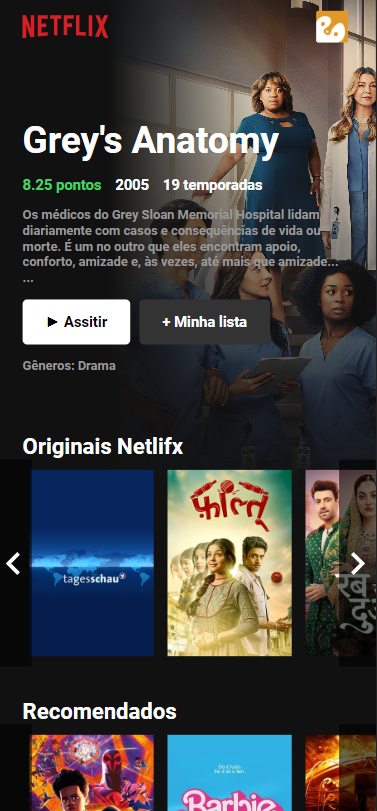 NETFLIX
Grey's Anatomy
8.25 pontos 2005 19 temporadas
Os médicos do Grey Sloan Memorial Hospital lidam
diariamente com casos e consequências de vida ou
morte. É um no outro que eles encontram apoio,
conforto, amizade e, às vezes, até mais que amizade...
...
► Assitir
+ Minha lista
Gêneros: Drama
Originais Netlifx
tagesschau
फ़ालतू
Recomendados
Barbie